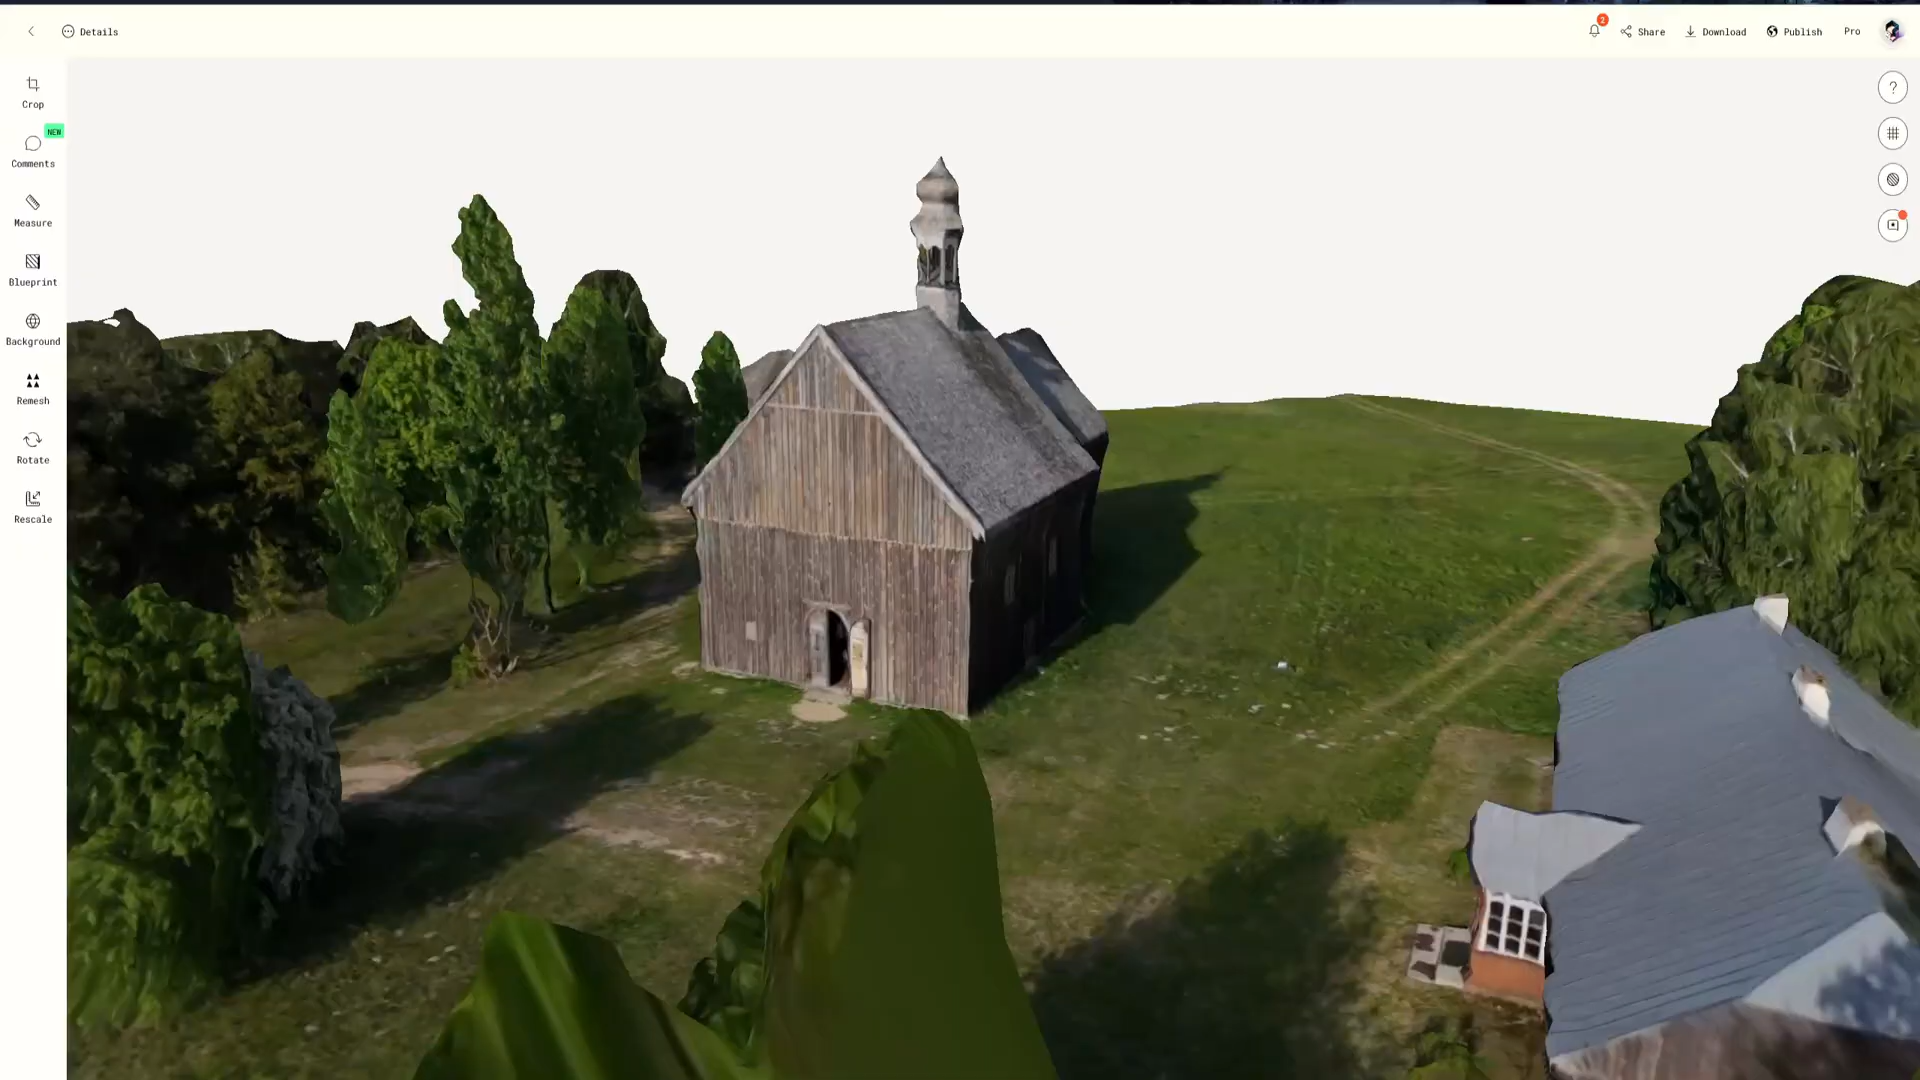 Details
2
Share
Download
Publish
Pro
Crop
NEW
Comments
Measure
Blueprint
Background
Remesh
Rotate
Rescale
?